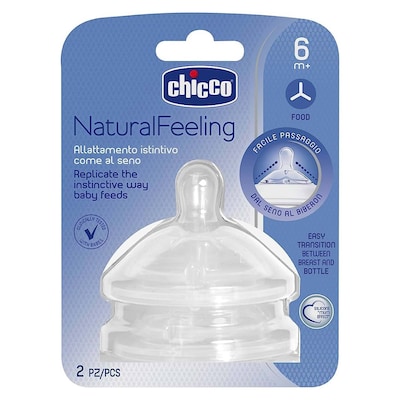 chicco
6
m+
FOOD
NaturalFeeling
Allattamento istintivo
come al seno
Replicate the
instinctive way
baby feeds
FACILE PASSAGGIO
DAL SENO AL BIBERON
EASY
TRANSITION
BETWEEN
BREAST AND
BOTTLE
2 PZ/PCS